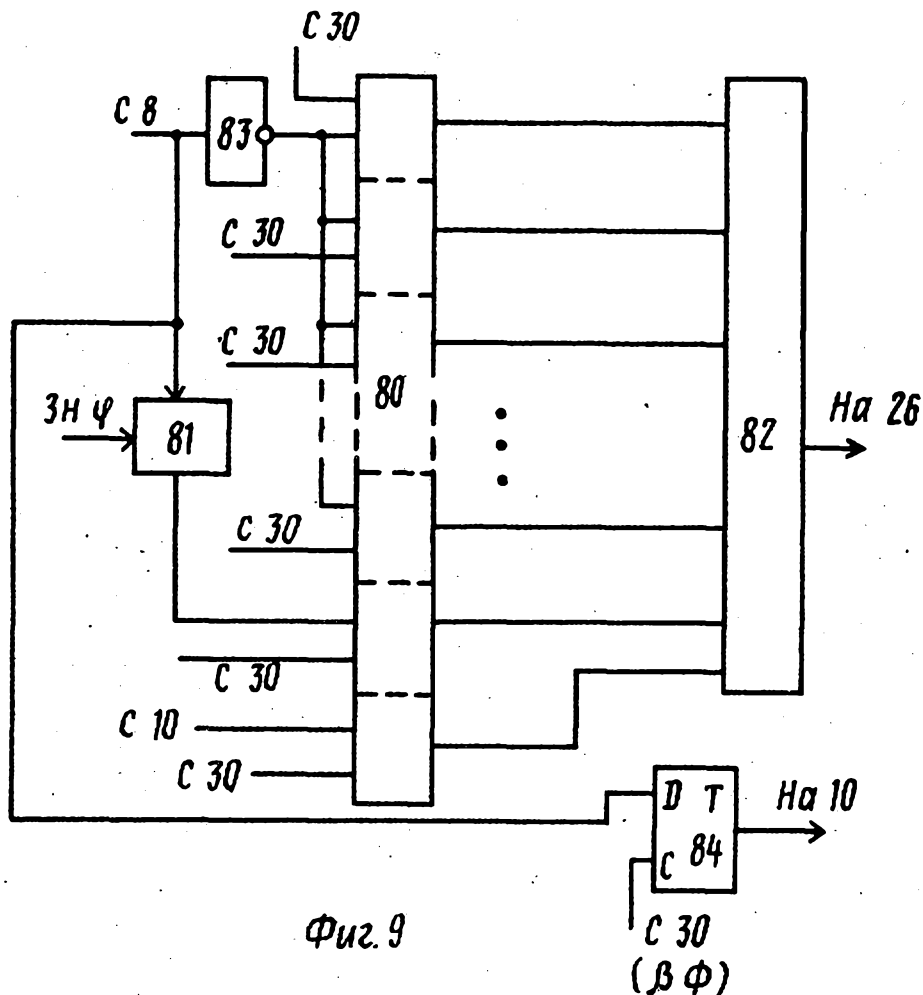 С 30
С 8
83
С 30
С 30
80
Зн φ
81
82
На 26
С 30
С 30
С 10
С 30
D T
На 10
84
C
Фиг. 9
С 30
(β Ф)